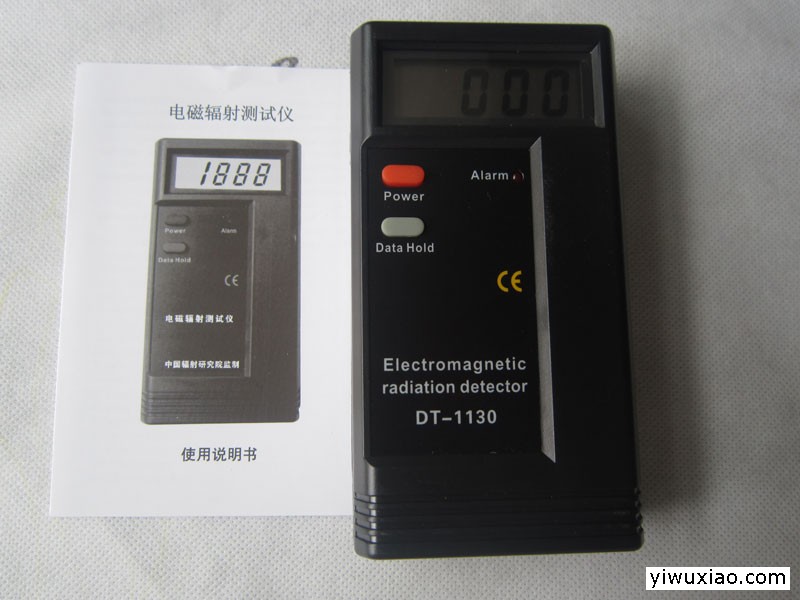 电磁辐射测试仪
1888
Power
Alarm
Data Hold
CE
电磁辐射测试仪
中国辐射研究院监制
使用说明书
000
Power
Alarm
Data Hold
CE
Electromagnetic
radiation detector
DT-1130
yiwuxiao.com